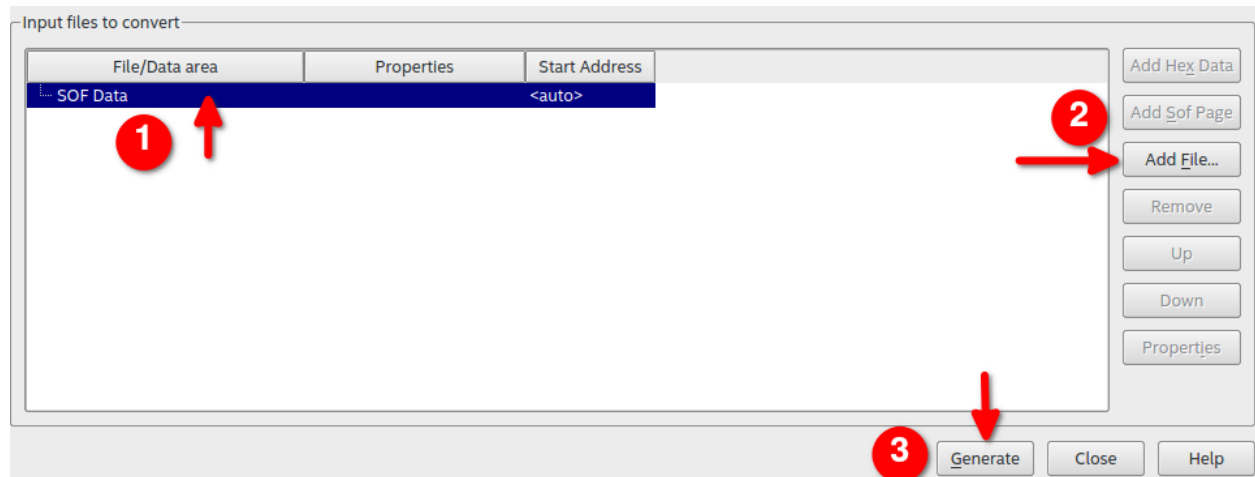 Input files to convert
File/Data area Properties Start Address
SOF Data <auto>
1
2
Add Hex Data
Add Sof Page
Add File...
Remove
Up
Down
Properties
3
Generate Close Help